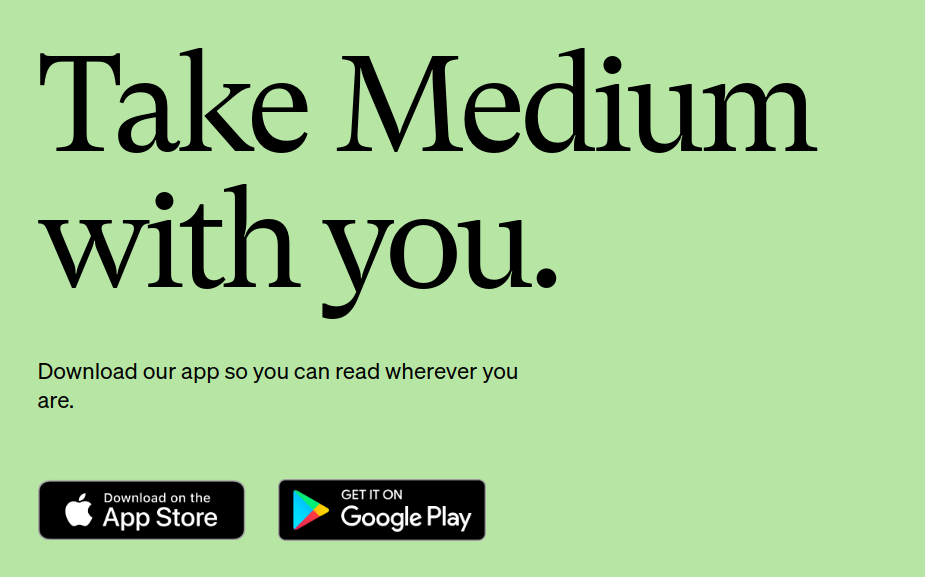 Take Medium
with you.
Download our app so you can read wherever you
are.
Download on the
App Store
GET IT ON
Google Play